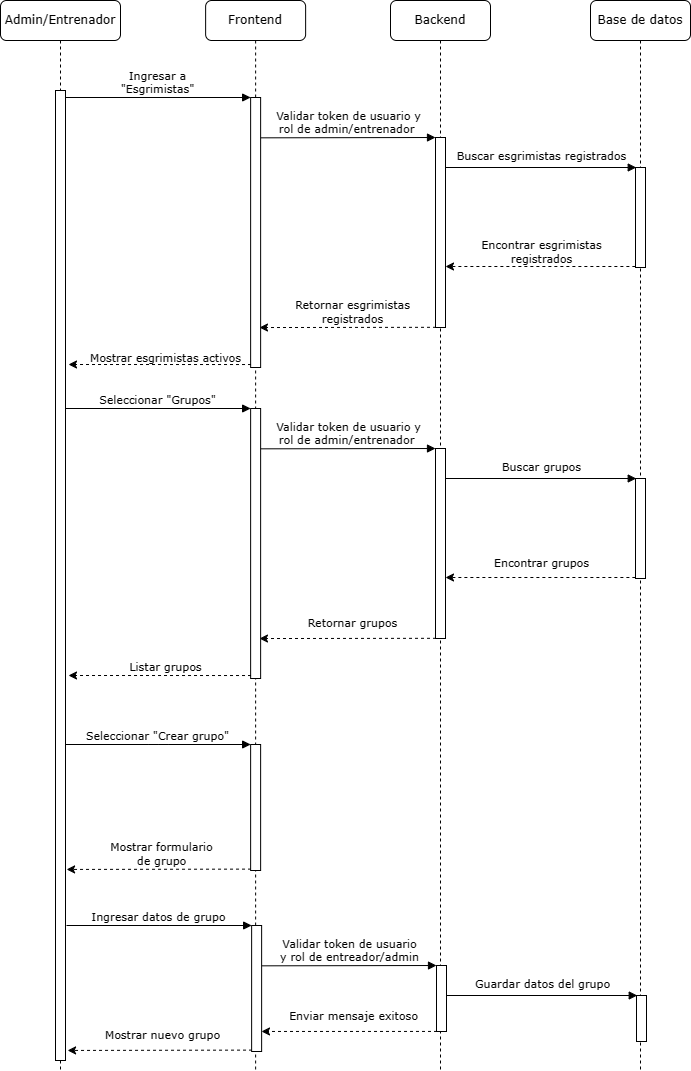 Admin/Entrenador
Frontend
Backend
Base de datos
Ingresar a
"Esgrimistas"
Validar token de usuario y
rol de admin/entrenador
Buscar esgrimistas registrados
Encontrar esgrimistas
registrados
Retornar esgrimistas
registrados
Mostrar esgrimistas activos
Seleccionar "Grupos"
Validar token de usuario y
rol de admin/entrenador
Buscar grupos
Encontrar grupos
Retornar grupos
Listar grupos
Seleccionar "Crear grupo"
Mostrar formulario
de grupo
Ingresar datos de grupo
Validar token de usuario
y rol de entreador/admin
Guardar datos del grupo
Enviar mensaje exitoso
Mostrar nuevo grupo